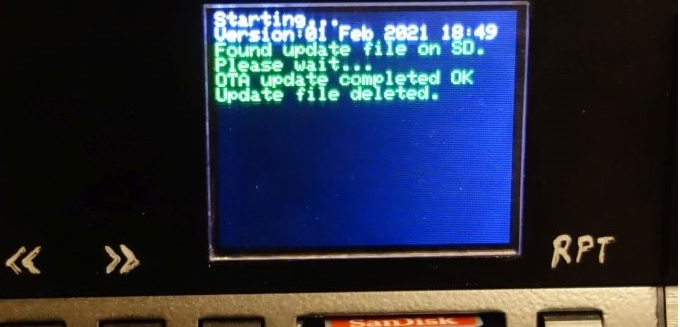 Starting...
Version:01 Feb 2021 18:49
Found update file on SD.
Please wait...
OTA update completed OK
Update file deleted.
<< >> RPT
SanDisk